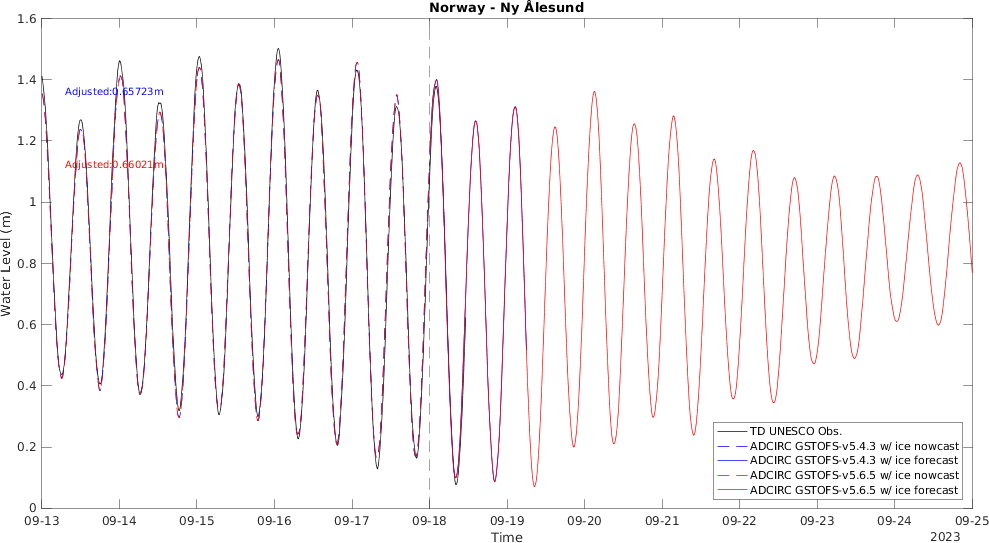 Norway - Ny Ålesund
1.6
1.4
1.2
1
0.8
0.6
0.4
0.2
0
Water Level (m)
Adjusted:0.65723m
Adjusted:0.66021m
TD UNESCO Obs.
ADCIRC GSTOFS-v5.4.3 w/ ice nowcast
ADCIRC GSTOFS-v5.4.3 w/ ice forecast
ADCIRC GSTOFS-v5.6.5 w/ ice nowcast
ADCIRC GSTOFS-v5.6.5 w/ ice forecast
09-13 09-14 09-15 09-16 09-17 09-18 09-19 09-20 09-21 09-22 09-23 09-24 09-25
Time
2023